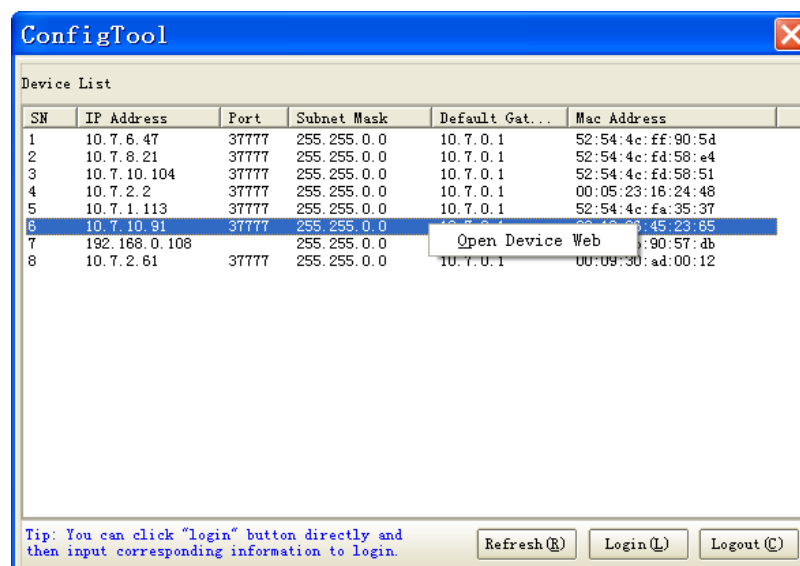 ConfigTool
Device List
SN IP Address Port Subnet Mask Default Gat... Mac Address
1 10.7.6.47 37777 255.255.0.0 10.7.0.1 52:54:4c:ff:90:5d
2 10.7.8.21 37777 255.255.0.0 10.7.0.1 52:54:4c:fd:58:e4
3 10.7.10.104 37777 255.255.0.0 10.7.0.1 52:54:4c:fd:58:51
4 10.7.2.2 37777 255.255.0.0 10.7.0.1 00:05:23:16:24:48
5 10.7.1.113 37777 255.255.0.0 10.7.0.1 52:54:4c:fa:35:37
6 10.7.10.91 37777 255.255.0.0 :45:23:65
Open Device Web
7 192.168.0.108 255.255.0.0 :90:57:db
8 10.7.2.61 37777 255.255.0.0 10.7.0.1 00:09:30:ad:00:12
Tip: You can click "login" button directly and
then input corresponding information to login.
Refresh(R) Login(L) Logout(C)